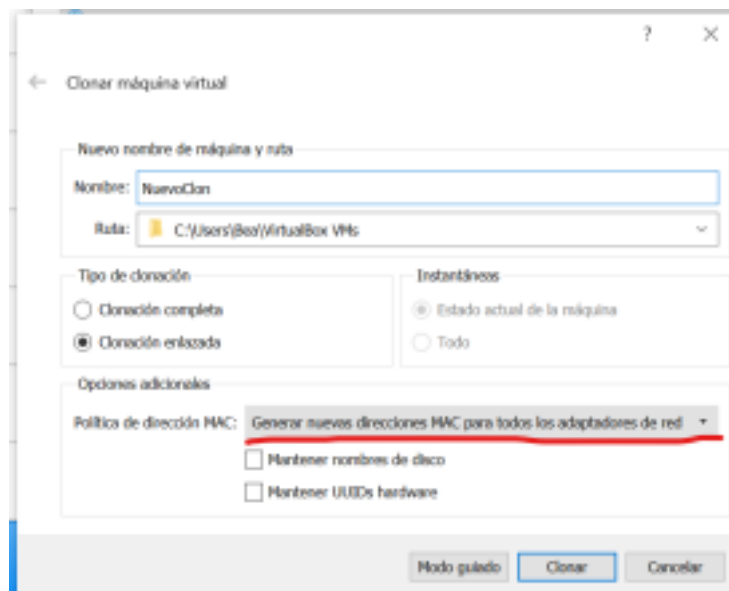 ?
Clonar máquina virtual
Nuevo nombre de máquina y ruta
Nombre: NuevoClon
Ruta: C:\Users\Bea\VirtualBox VMs
Tipo de clonación
Clonación completa
Clonación enlazada
Instantáneas
Estado actual de la máquina
Todo
Opciones adicionales
Política de dirección MAC: Generar nuevas direcciones MAC para todos los adaptadores de red
Mantener nombres de disco
Mantener UUIDs hardware
Modo guiado Clonar Cancelar